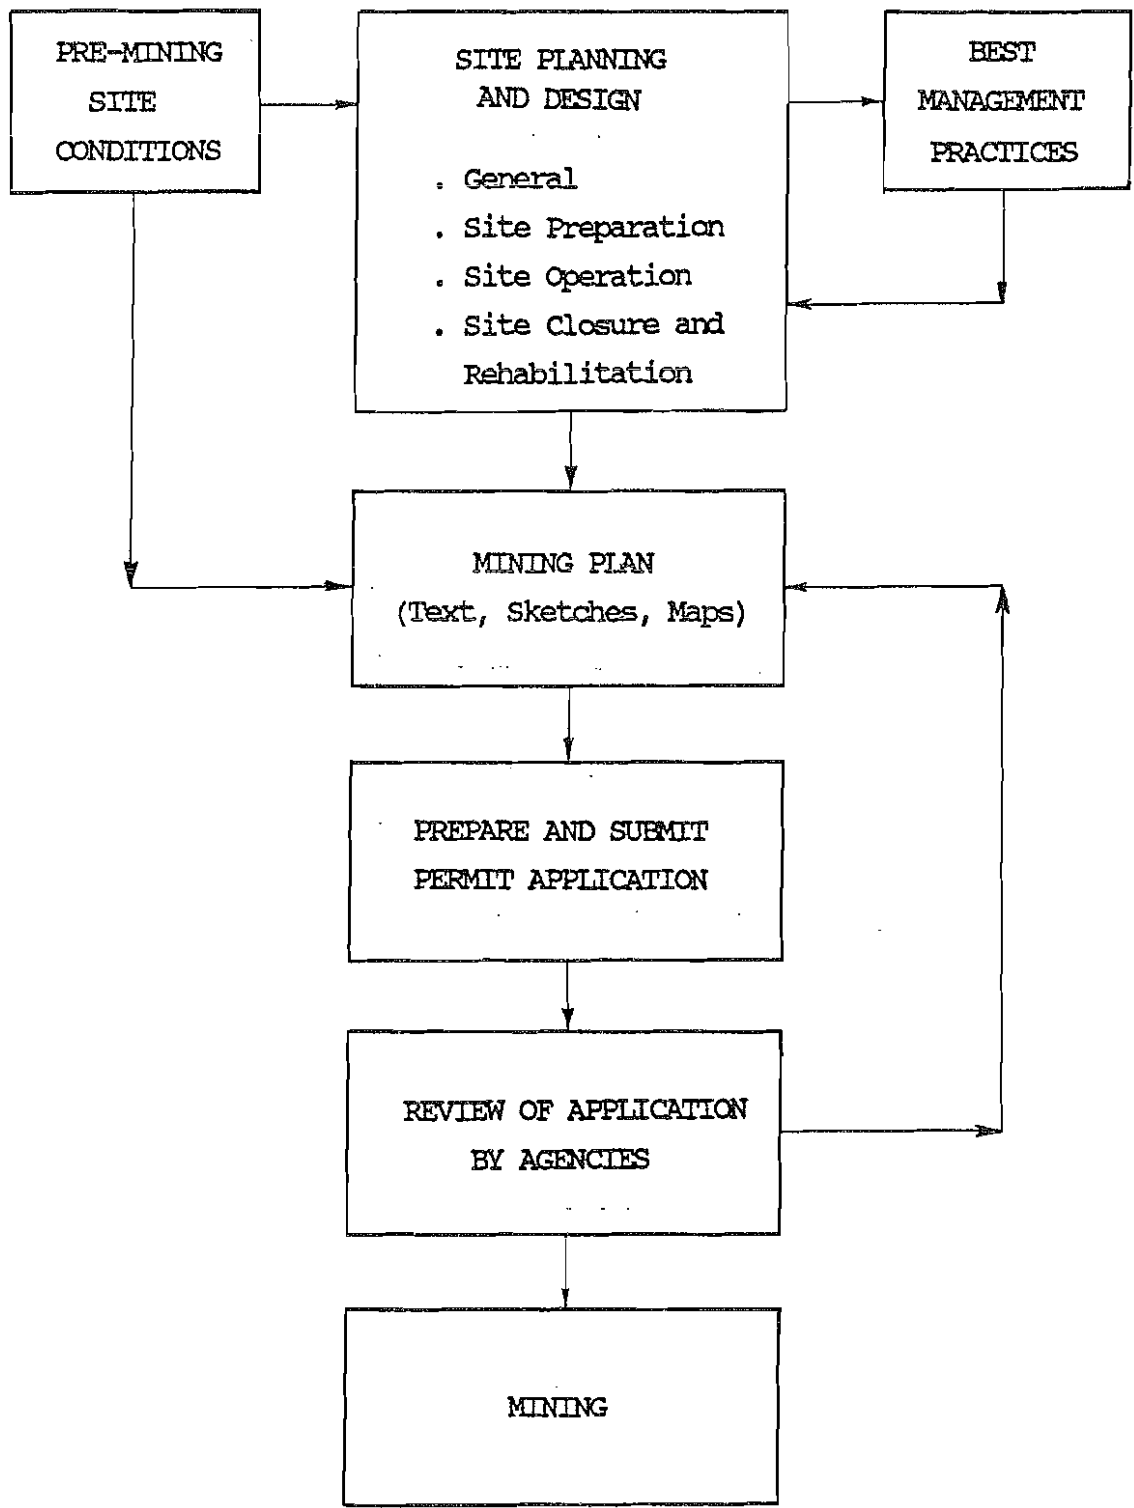 PRE-MINING
SITE
CONDITIONS
SITE PLANNING
AND DESIGN
. General
. Site Preparation
. Site Operation
. Site Closure and
Rehabilitation
BEST
MANAGEMENT
PRACTICES
MINING PLAN
(Text, Sketches, Maps)
PREPARE AND SUBMIT
PERMIT APPLICATION
REVIEW OF APPLICATION
BY AGENCIES
MINING